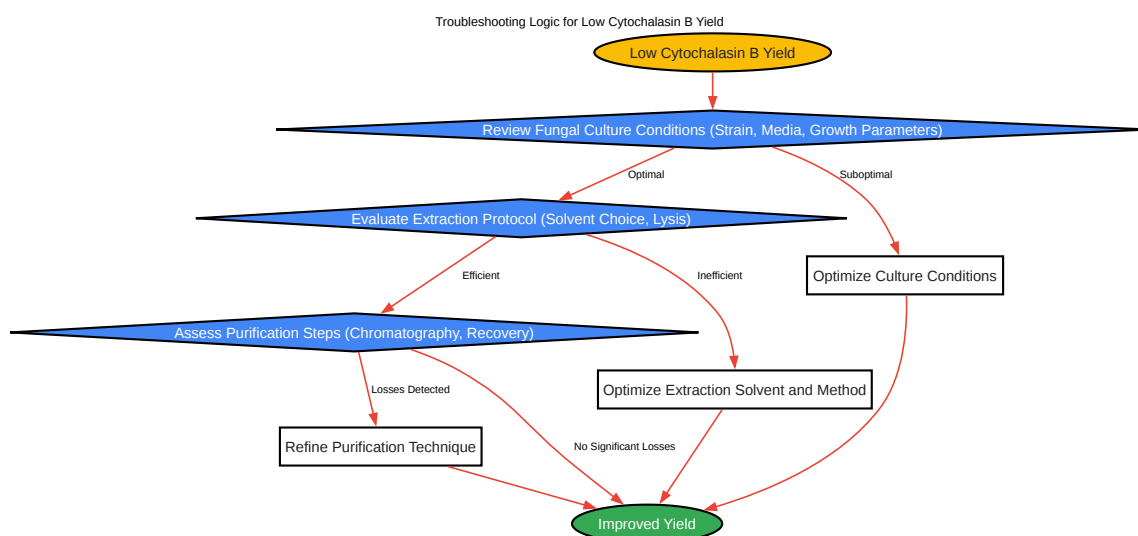 Troubleshooting Logic for Low Cytochalasin B Yield
Low Cytochalasin B Yield
Review Fungal Culture Conditions (Strain, Media, Growth Parameters)
Optimal
Suboptimal
Evaluate Extraction Protocol (Solvent Choice, Lysis)
Efficient
Inefficient
Optimize Culture Conditions
Assess Purification Steps (Chromatography, Recovery)
Losses Detected
Optimize Extraction Solvent and Method
Refine Purification Technique
No Significant Losses
Improved Yield